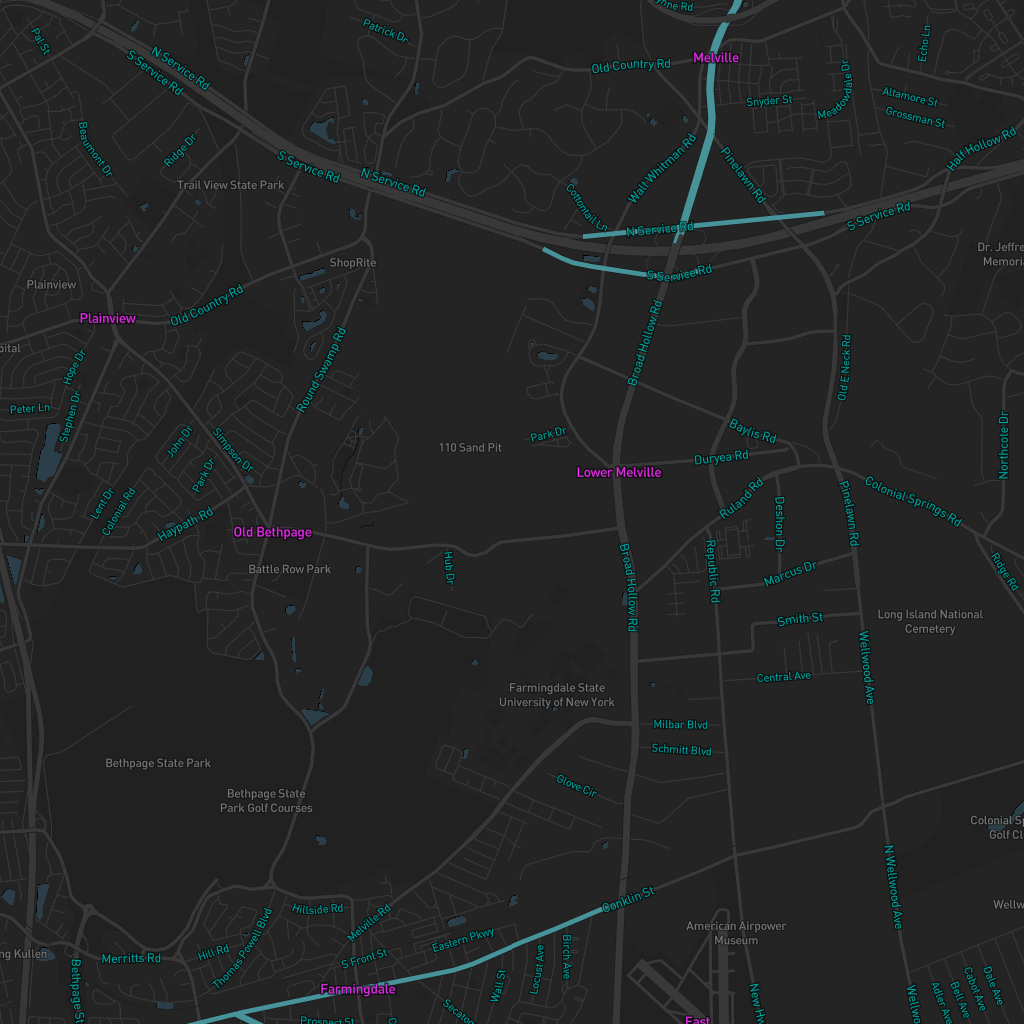 Patrick Dr
Pal St
N Service Rd
S Service Rd
Old Country Rd
Melville
Echo Ln
Snyder St
Meadowdale Dr
Altamore St
Grossman St
Half Hollow Rd
Beaumont Dr
Ridge Dr
S Service Rd
N Service Rd
Trail View State Park
Walt Whitman Rd
Pinelawn Rd
Cottontail Ln
N Service Rd
S Service Rd
S Service Rd
ShopRite
Plainview
Plainview
Old Country Rd
Broad Hollow Rd
Round Swamp Rd
Hope Dr
Old E Neck Rd
Peter Ln
Stephen Dr
John Dr
Simpson Dr
Park Dr
110 Sand Pit
Park Dr
Baylis Rd
Duryea Rd
Lower Melville
Northcote Dr
Lent Dr
Colonial Rd
Haypath Rd
Old Bethpage
Ruland Rd
Colonial Springs Rd
Pinelawn Rd
Deshon Dr
Battle Row Park
Hub Dr
Broad Hollow Rd
Republic Rd
Marcus Dr
Ridge Rd
Smith St
Long Island National
Cemetery
Wellwood Ave
Central Ave
Farmingdale State
University of New York
Milbar Blvd
Schmitt Blvd
Bethpage State Park
Bethpage State
Park Golf Courses
Glove Cir
N Wellwood Ave
Conklin St
Hillside Rd
Melville Rd
Thomas Powell Blvd
Hill Rd
Merritts Rd
S Front St
Eastern Pkwy
Locust Ave
Birch Ave
Wall St
American Airpower
Museum
Farmingdale
Prospect St
East
Dale Ave
Cabot Ave
Bell Ave
Adler Ave